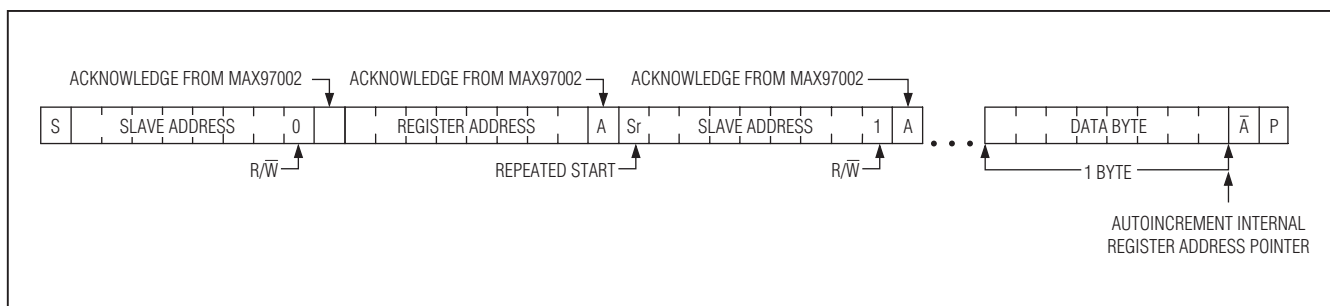 ACKNOWLEDGE FROM MAX97002 ACKNOWLEDGE FROM MAX97002 ACKNOWLEDGE FROM MAX97002
S SLAVE ADDRESS 0 REGISTER ADDRESS A Sr SLAVE ADDRESS 1 A ... DATA BYTE A̅ P
R/W̅ REPEATED START R/W̅ 1 BYTE
AUTOINCREMENT INTERNAL
REGISTER ADDRESS POINTER